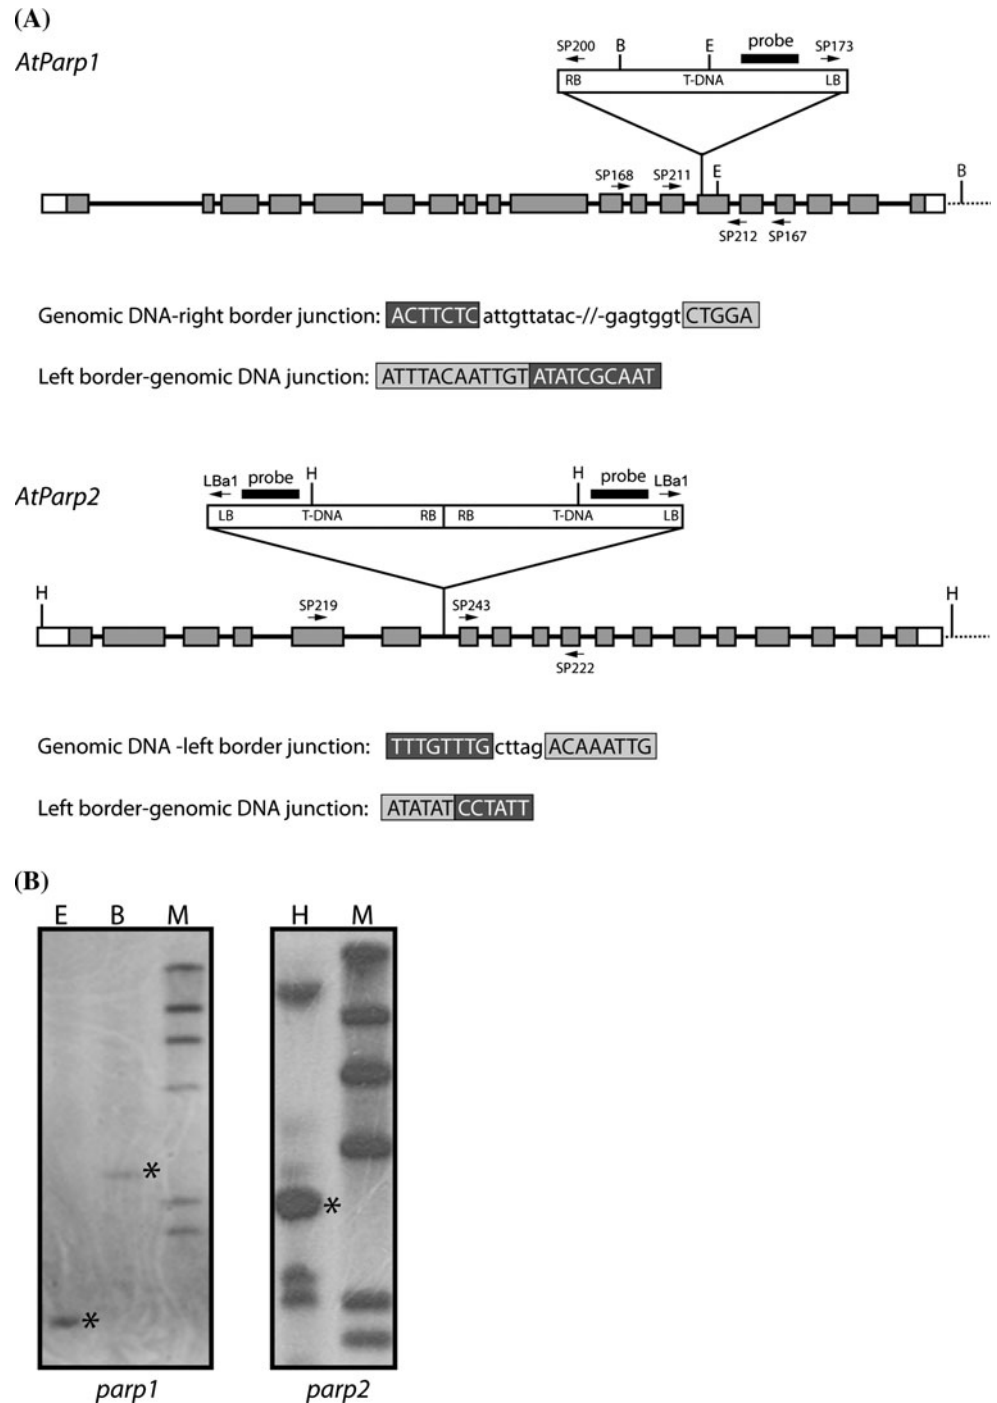 (A)
AtParp1
SP200 B E probe SP173
RB T-DNA LB
SP168 SP211 E B
SP212 SP167
Genomic DNA-right border junction: ACTTCTC attgttatac-//-gagtggt CTGGA
Left border-genomic DNA junction: ATTTACAATTGT ATATCGCAAT
AtParp2
LBa1 probe H H probe LBa1
LB T-DNA RB RB T-DNA LB
H SP219 SP243 H
SP222
Genomic DNA -left border junction: TTTGTTTG cttag ACAAATTG
Left border-genomic DNA junction: ATATAT CCTATT
(B)
E B M H M
*
*
*
parp1 parp2